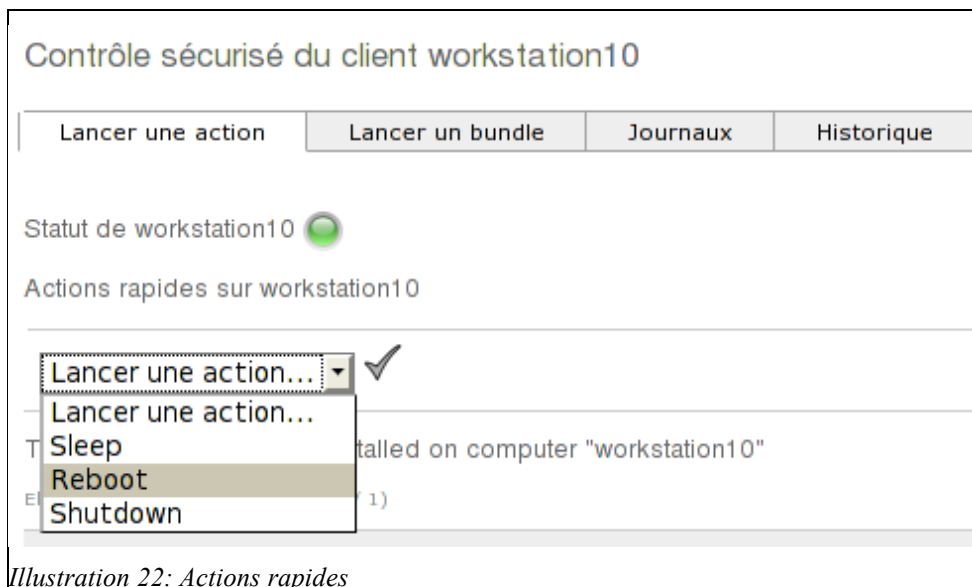 Contrôle sécurisé du client workstation10
Lancer une action Lancer un bundle Journaux Historique
Statut de workstation10
Actions rapides sur workstation10
Lancer une action...
Lancer une action...
Sleep
talled on computer "workstation10"
Reboot
1)
Shutdown
Illustration 22: Actions rapides